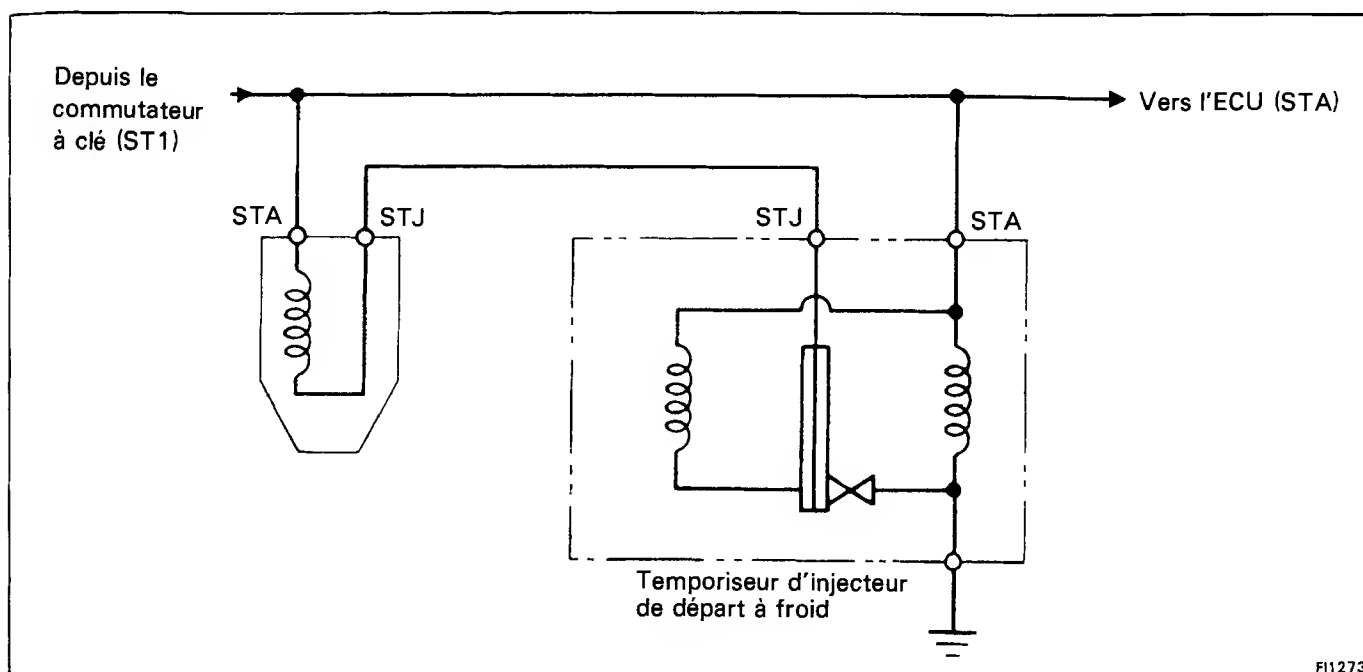 Depuis le
commutateur
à clé (ST1)
Vers l'ECU (STA)
STA
STJ
STJ
STA
Temporiseur d'injecteur
de départ à froid
FI1273